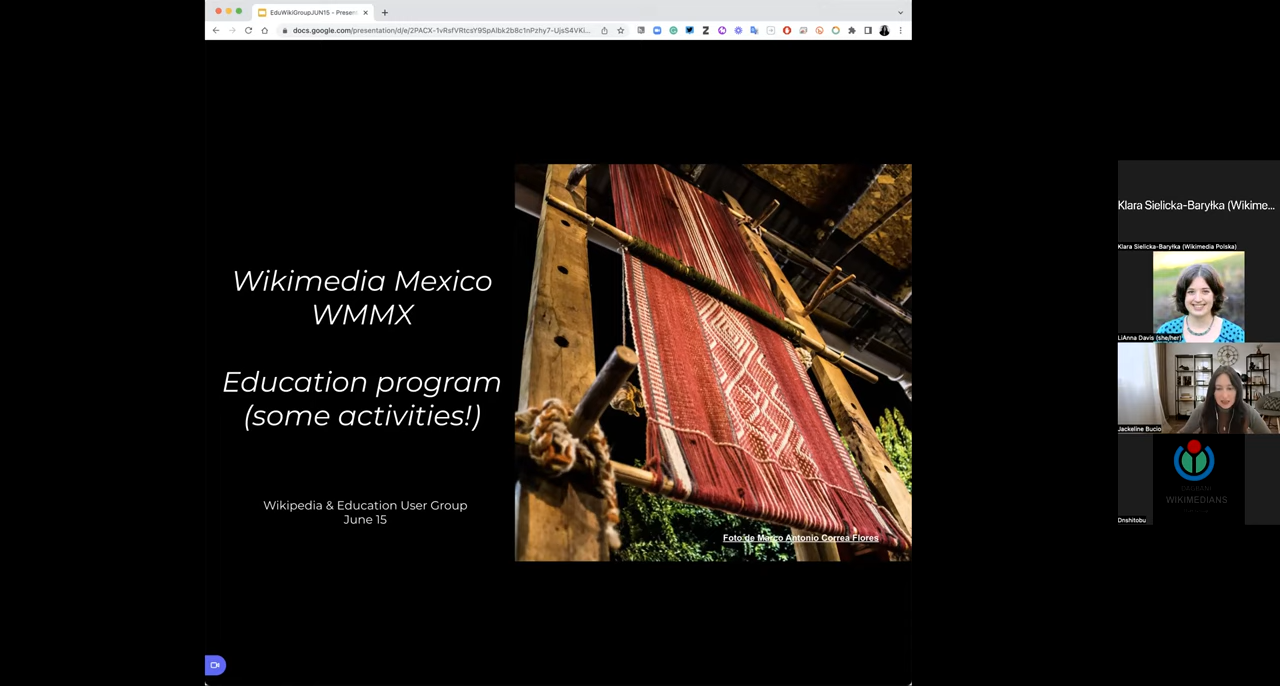 EduWikiGroupJUN15 - Presen
docs.google.com/presentation/d/e/2PACX-1vRsfVRtcsY9SpAlbk2b8c1nPzhy7-UjsS4VKi...
Wikimedia Mexico
WMMX
Education program
(some activities!)
Wikipedia & Education User Group
June 15
Foto de Marco Antonio Correa Flores
Klara Sielicka-Baryłka (Wikime...
Klara Sielicka-Baryłka (Wikimedia Polska)
LiAnna Davis (she/her)
Jackeline Bucio
WIKIMEDIANS
Dnshitobu